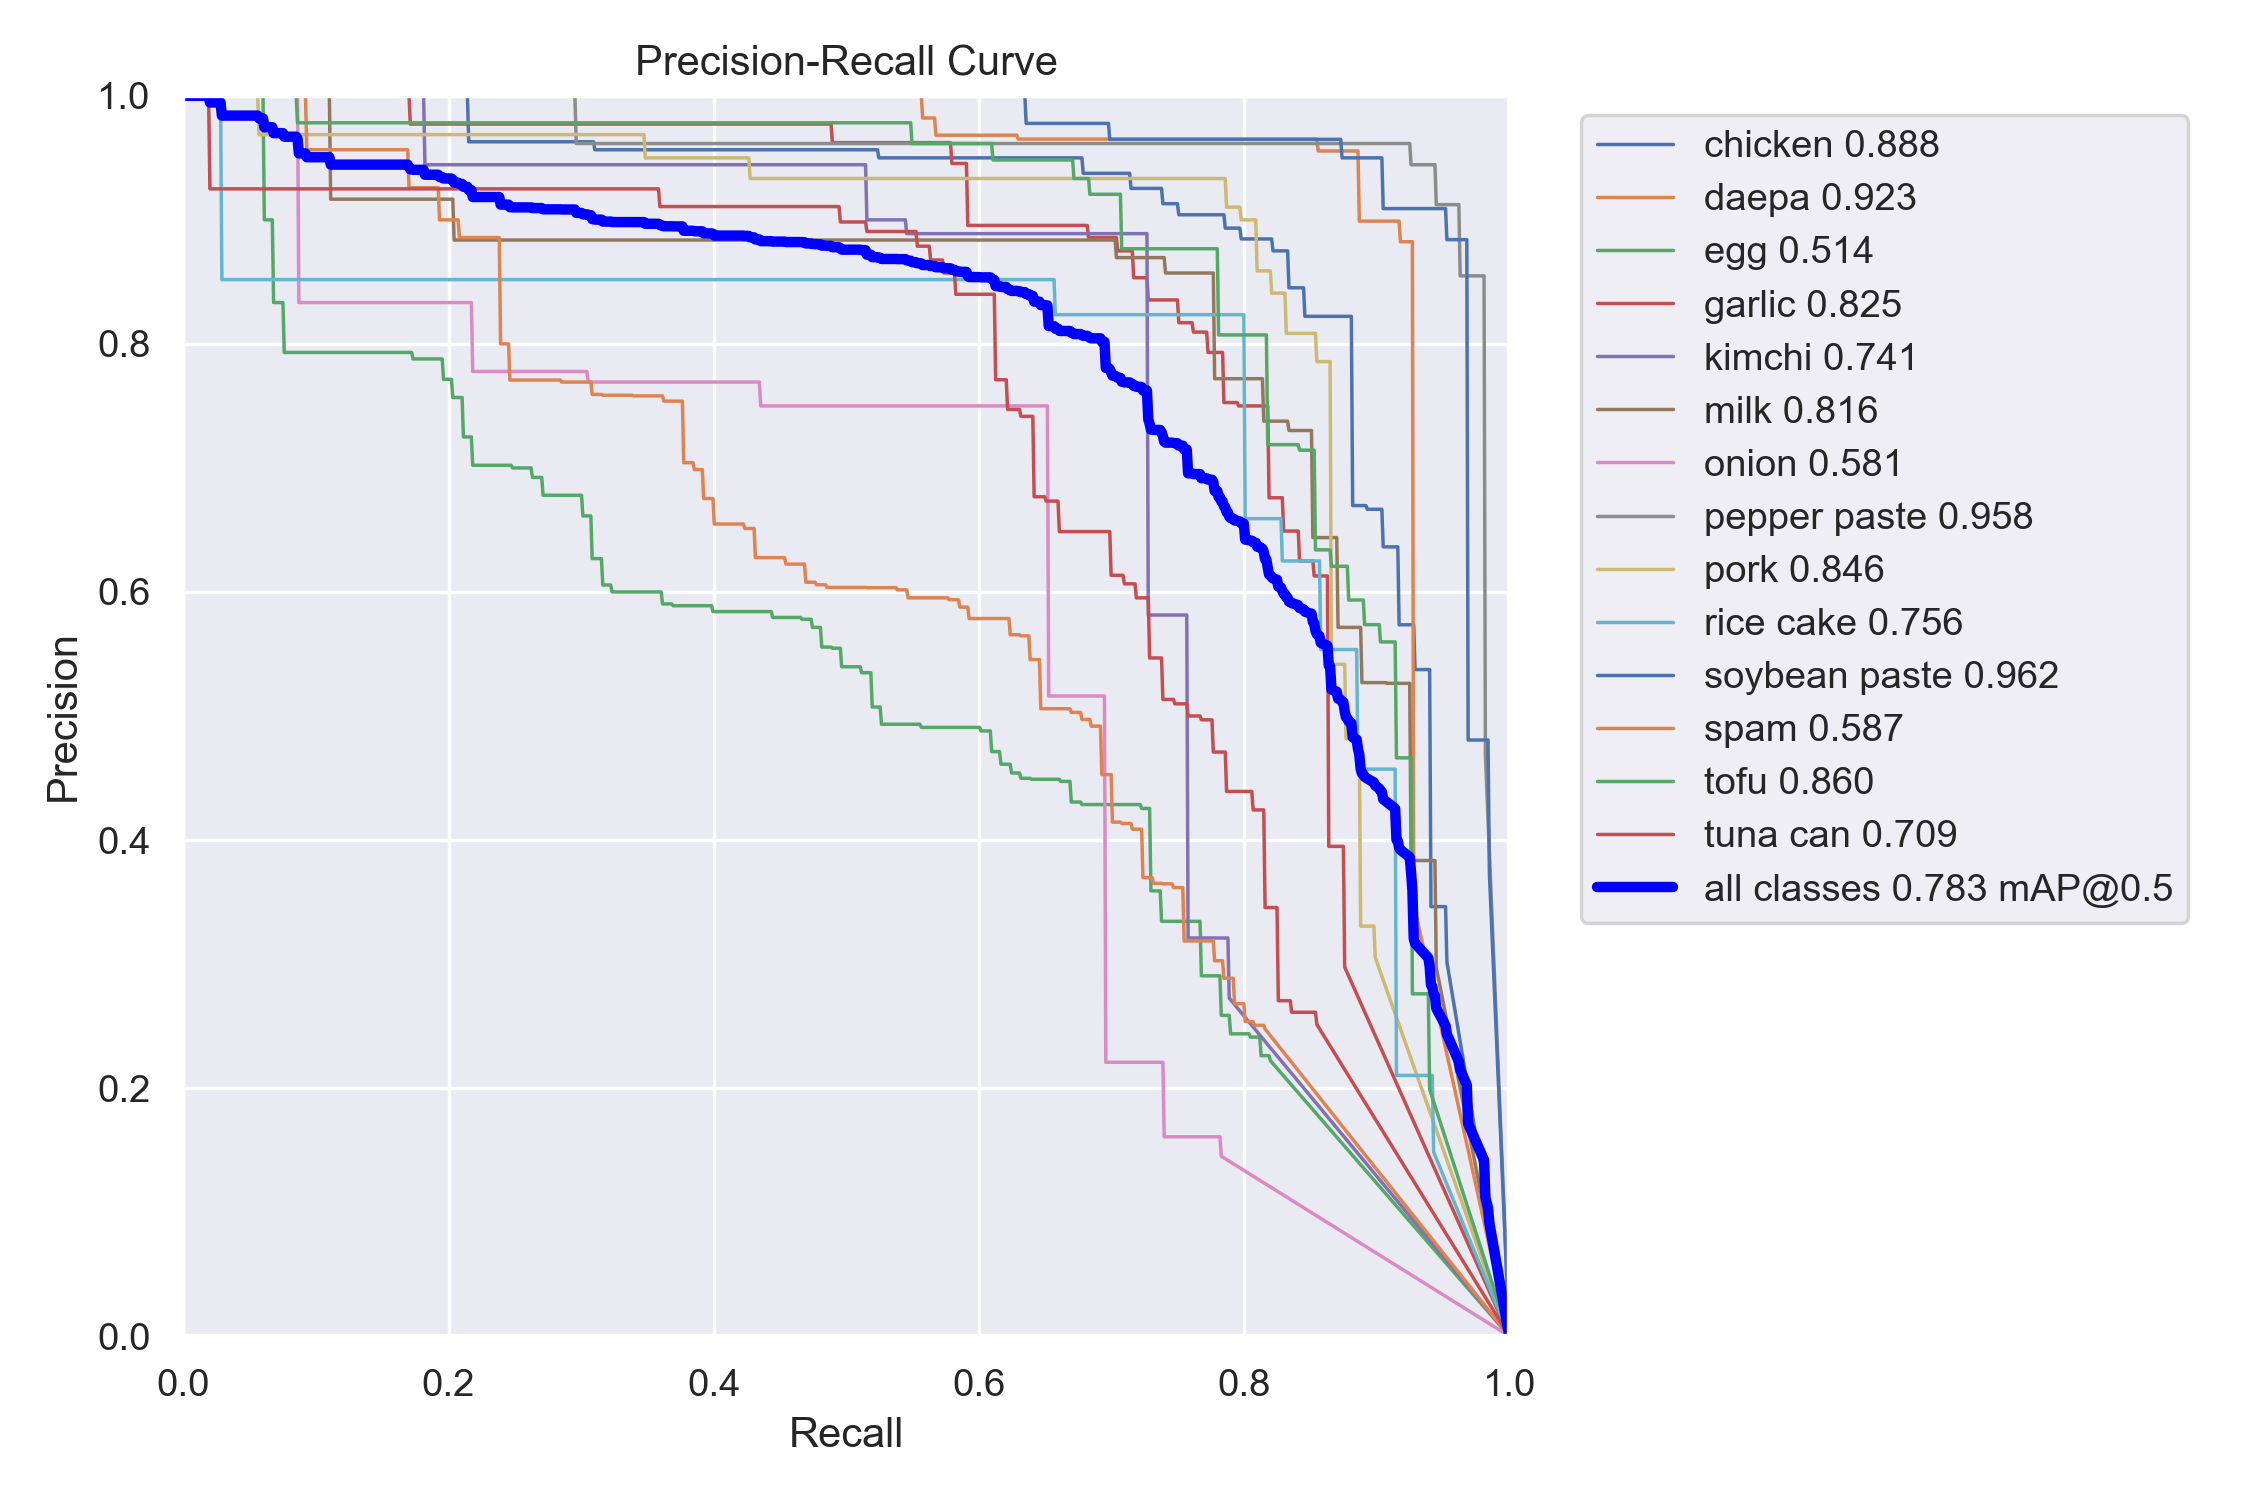 Precision-Recall Curve
1.0
0.8
0.6
0.4
0.2
0.0
Precision
0.0 0.2 0.4 0.6 0.8 1.0
Recall
chicken 0.888
daepa 0.923
egg 0.514
garlic 0.825
kimchi 0.741
milk 0.816
onion 0.581
pepper paste 0.958
pork 0.846
rice cake 0.756
soybean paste 0.962
spam 0.587
tofu 0.860
tuna can 0.709
all classes 0.783 mAP@0.5